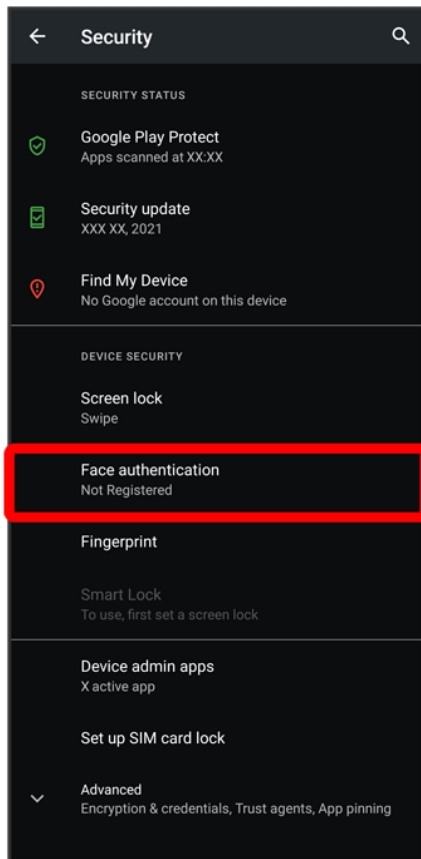 Security
SECURITY STATUS
Google Play Protect
Apps scanned at XX:XX
Security update
XXX XX, 2021
Find My Device
No Google account on this device
DEVICE SECURITY
Screen lock
Swipe
Face authentication
Not Registered
Fingerprint
Smart Lock
To use, first set a screen lock
Device admin apps
X active app
Set up SIM card lock
Advanced
Encryption & credentials, Trust agents, App pinning